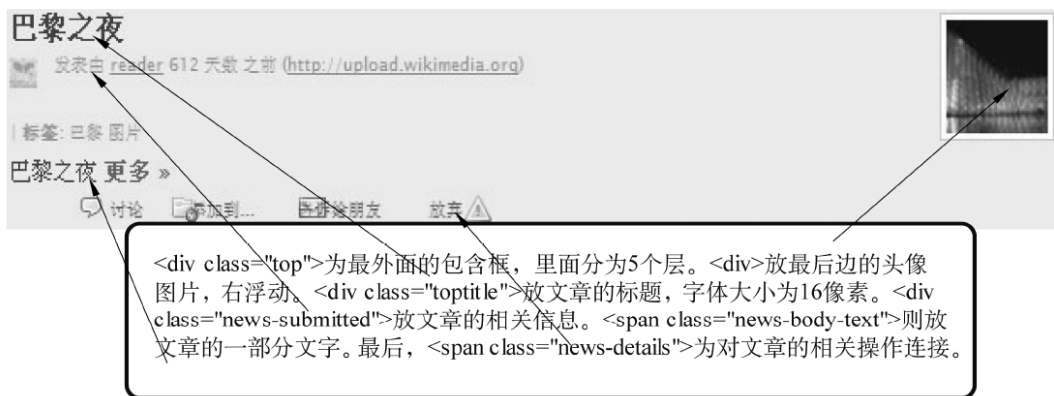 巴黎之夜
发表由 reader 612 天数 之前 (http://upload.wikimedia.org)
标签: 巴黎 图片
巴黎之夜 更多 »
讨论 添加到... 告诉给朋友 放弃
<div class="top">为最外面的包含框，里面分为5个层。<div>放最后边的头像
图片，右浮动。<div class="toptitle">放文章的标题，字体大小为16像素。<div
class="news-submitted">放文章的相关信息。<span class="news-body-text">则放
文章的一部分文字。最后，<span class="news-details">为对文章的相关操作连接。